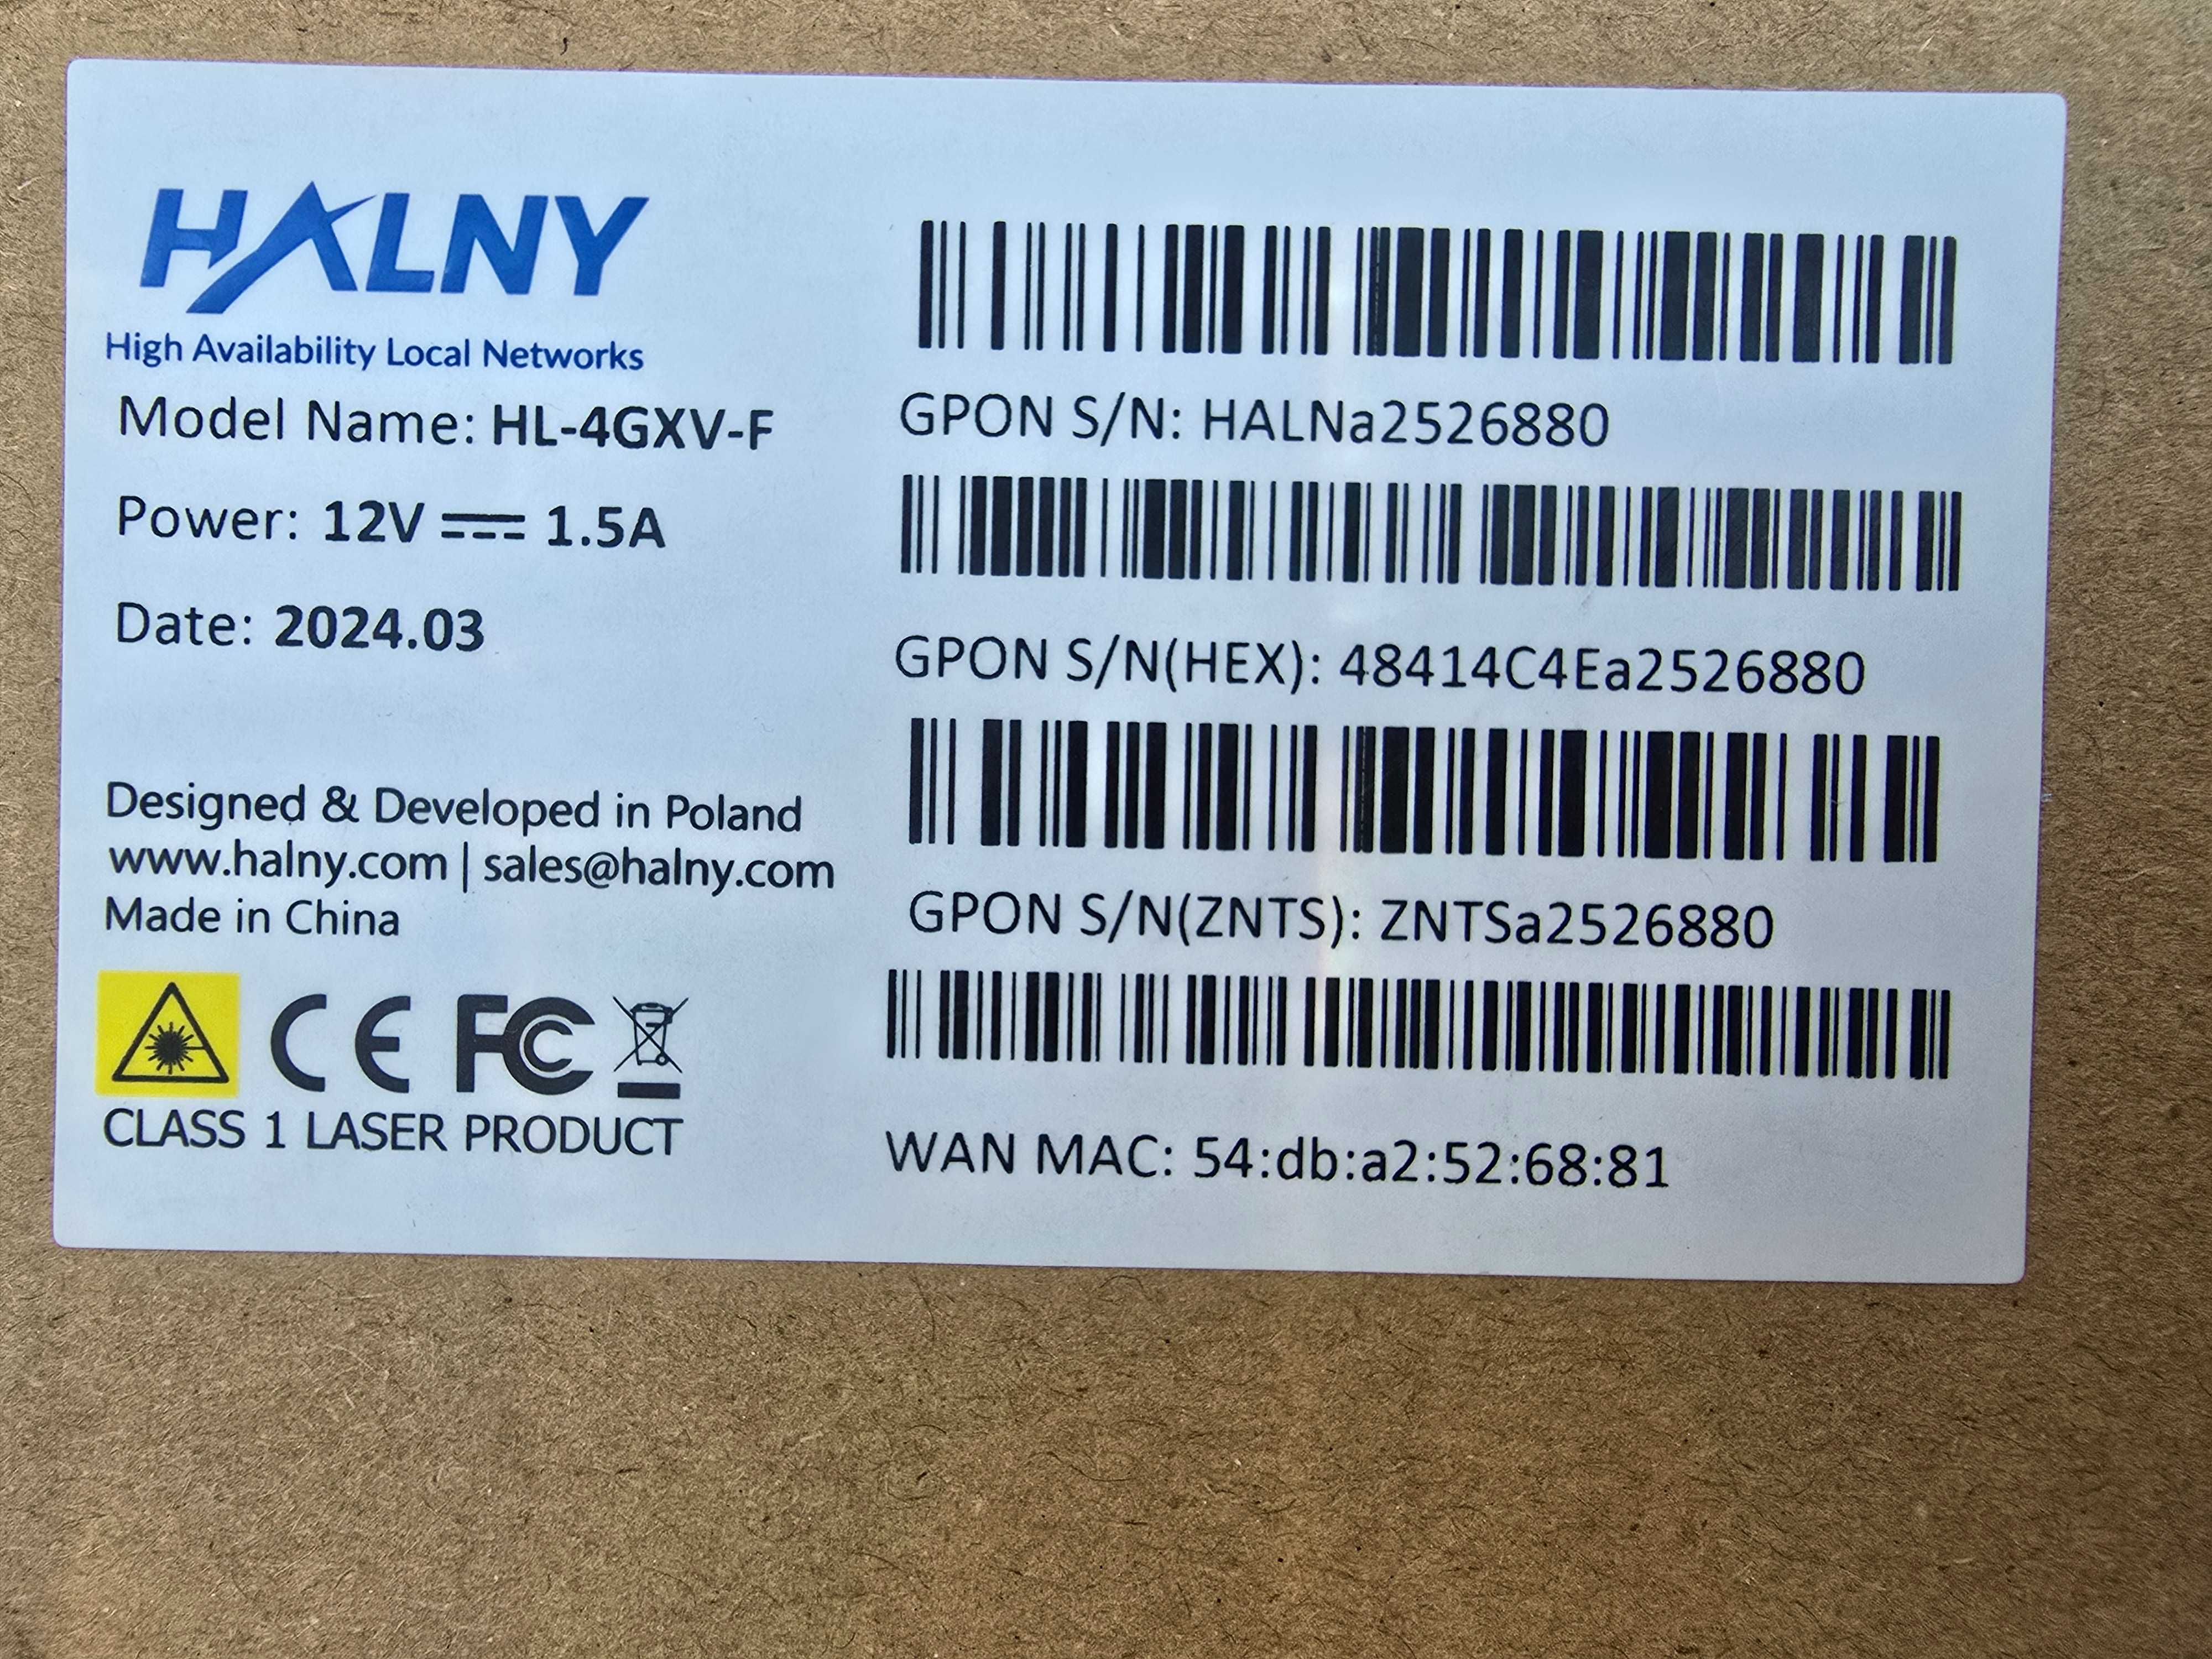 HALNY
High Availability Local Networks
Model Name: HL-4GXV-F
Power: 12V ⎓ 1.5A
Date: 2024.03
Designed & Developed in Poland
www.halny.com | sales@halny.com
Made in China
CE FC
CLASS 1 LASER PRODUCT
GPON S/N: HALNa2526880
GPON S/N(HEX): 48414C4Ea2526880
GPON S/N(ZNTS): ZNTSa2526880
WAN MAC: 54:db:a2:52:68:81